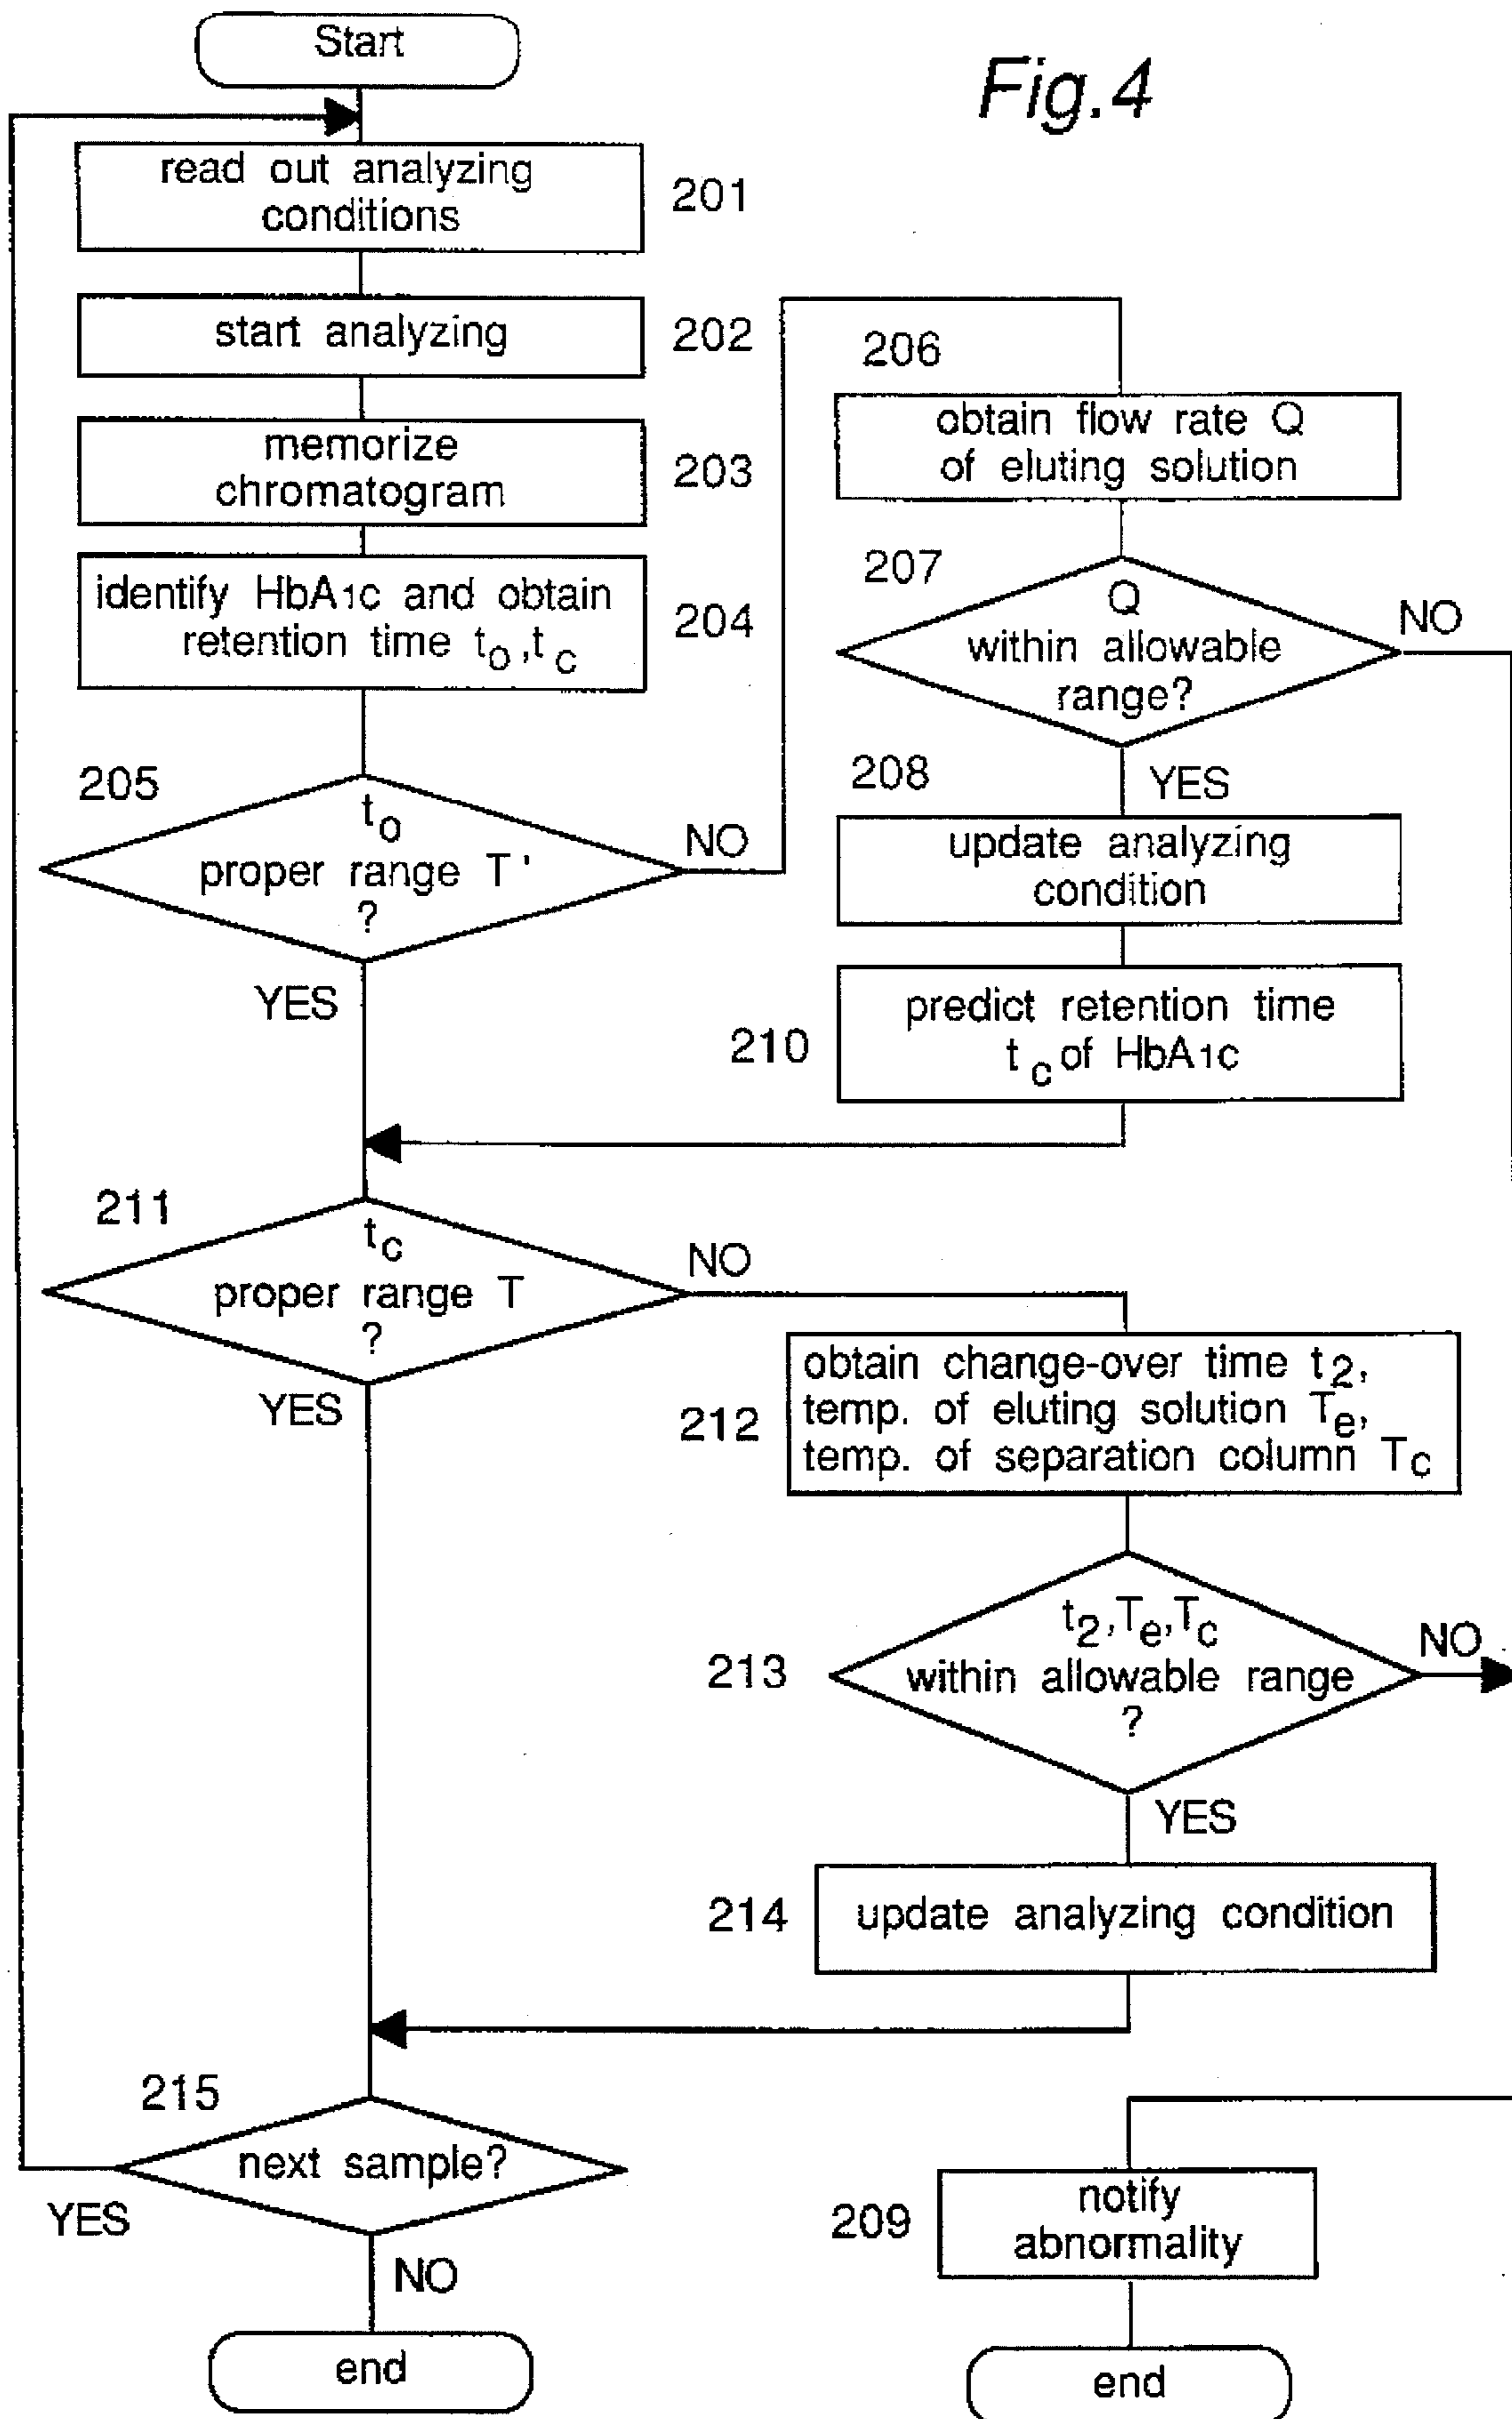 Start
Fig.4
read out analyzing
conditions
201
start analyzing
202
memorize
chromatogram
203
identify HbA1c and obtain
retention time to ,tc
204
205
to
proper range T'
?
NO
YES
206
obtain flow rate Q
of eluting solution
207
Q
within allowable
range?
NO
YES
208
update analyzing
condition
210
predict retention time
tc of HbA1c
211
tc
proper range T
?
NO
YES
212
obtain change-over time t2,
temp. of eluting solution Te,
temp. of separation column Tc
213
t2,Te,Tc
within allowable range
?
NO
YES
214
update analyzing condition
215
next sample?
YES
NO
end
209
notify
abnormality
end